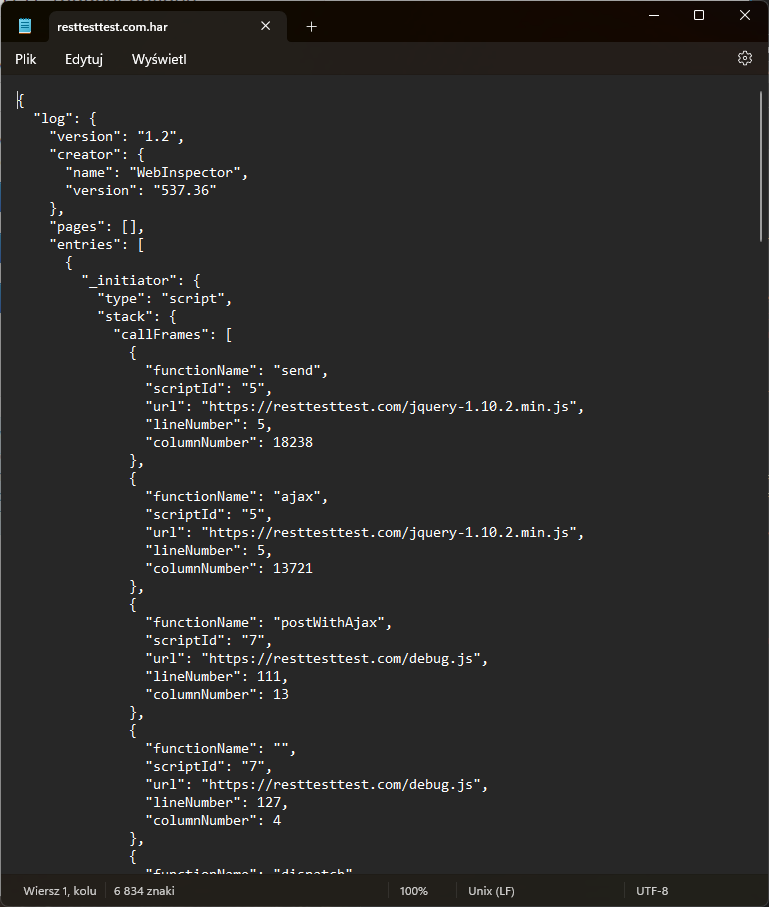 resttesttest.com.har
Plik Edytuj Wyświetl
{
"log": {
"version": "1.2",
"creator": {
"name": "WebInspector",
"version": "537.36"
},
"pages": [],
"entries": [
{
"_initiator": {
"type": "script",
"stack": {
"callFrames": [
{
"functionName": "send",
"scriptId": "5",
"url": "https://resttesttest.com/jquery-1.10.2.min.js",
"lineNumber": 5,
"columnNumber": 18238
},
{
"functionName": "ajax",
"scriptId": "5",
"url": "https://resttesttest.com/jquery-1.10.2.min.js",
"lineNumber": 5,
"columnNumber": 13721
},
{
"functionName": "postWithAjax",
"scriptId": "7",
"url": "https://resttesttest.com/debug.js",
"lineNumber": 111,
"columnNumber": 13
},
{
"functionName": "",
"scriptId": "7",
"url": "https://resttesttest.com/debug.js",
"lineNumber": 127,
"columnNumber": 4
},
{
"functionName": "dispatch"
Wiersz 1, kolu 6 834 znaki 100% Unix (LF) UTF-8